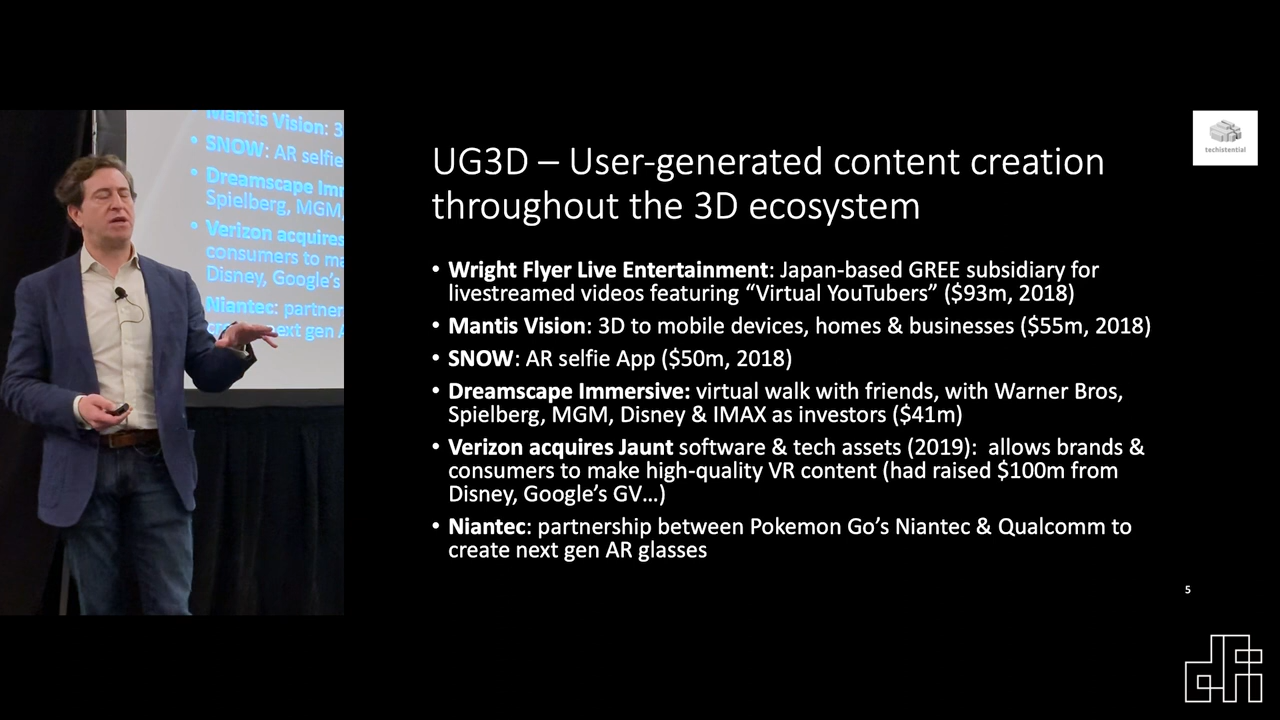 Mantis Vision: 3
• SNOW: AR selfie
• Dreamscape Imm
Spielberg, MGM,
• Verizon acquires
consumers to ma
Disney, Google's
Niantec: partner
next gen A
techistential
UG3D – User-generated content creation
throughout the 3D ecosystem
• Wright Flyer Live Entertainment: Japan-based GREE subsidiary for
livestreamed videos featuring “Virtual YouTubers” ($93m, 2018)
• Mantis Vision: 3D to mobile devices, homes & businesses ($55m, 2018)
• SNOW: AR selfie App ($50m, 2018)
• Dreamscape Immersive: virtual walk with friends, with Warner Bros,
Spielberg, MGM, Disney & IMAX as investors ($41m)
• Verizon acquires Jaunt software & tech assets (2019):  allows brands &
consumers to make high-quality VR content (had raised $100m from
Disney, Google’s GV…)
• Niantec: partnership between Pokemon Go’s Niantec & Qualcomm to
create next gen AR glasses
5
dfi